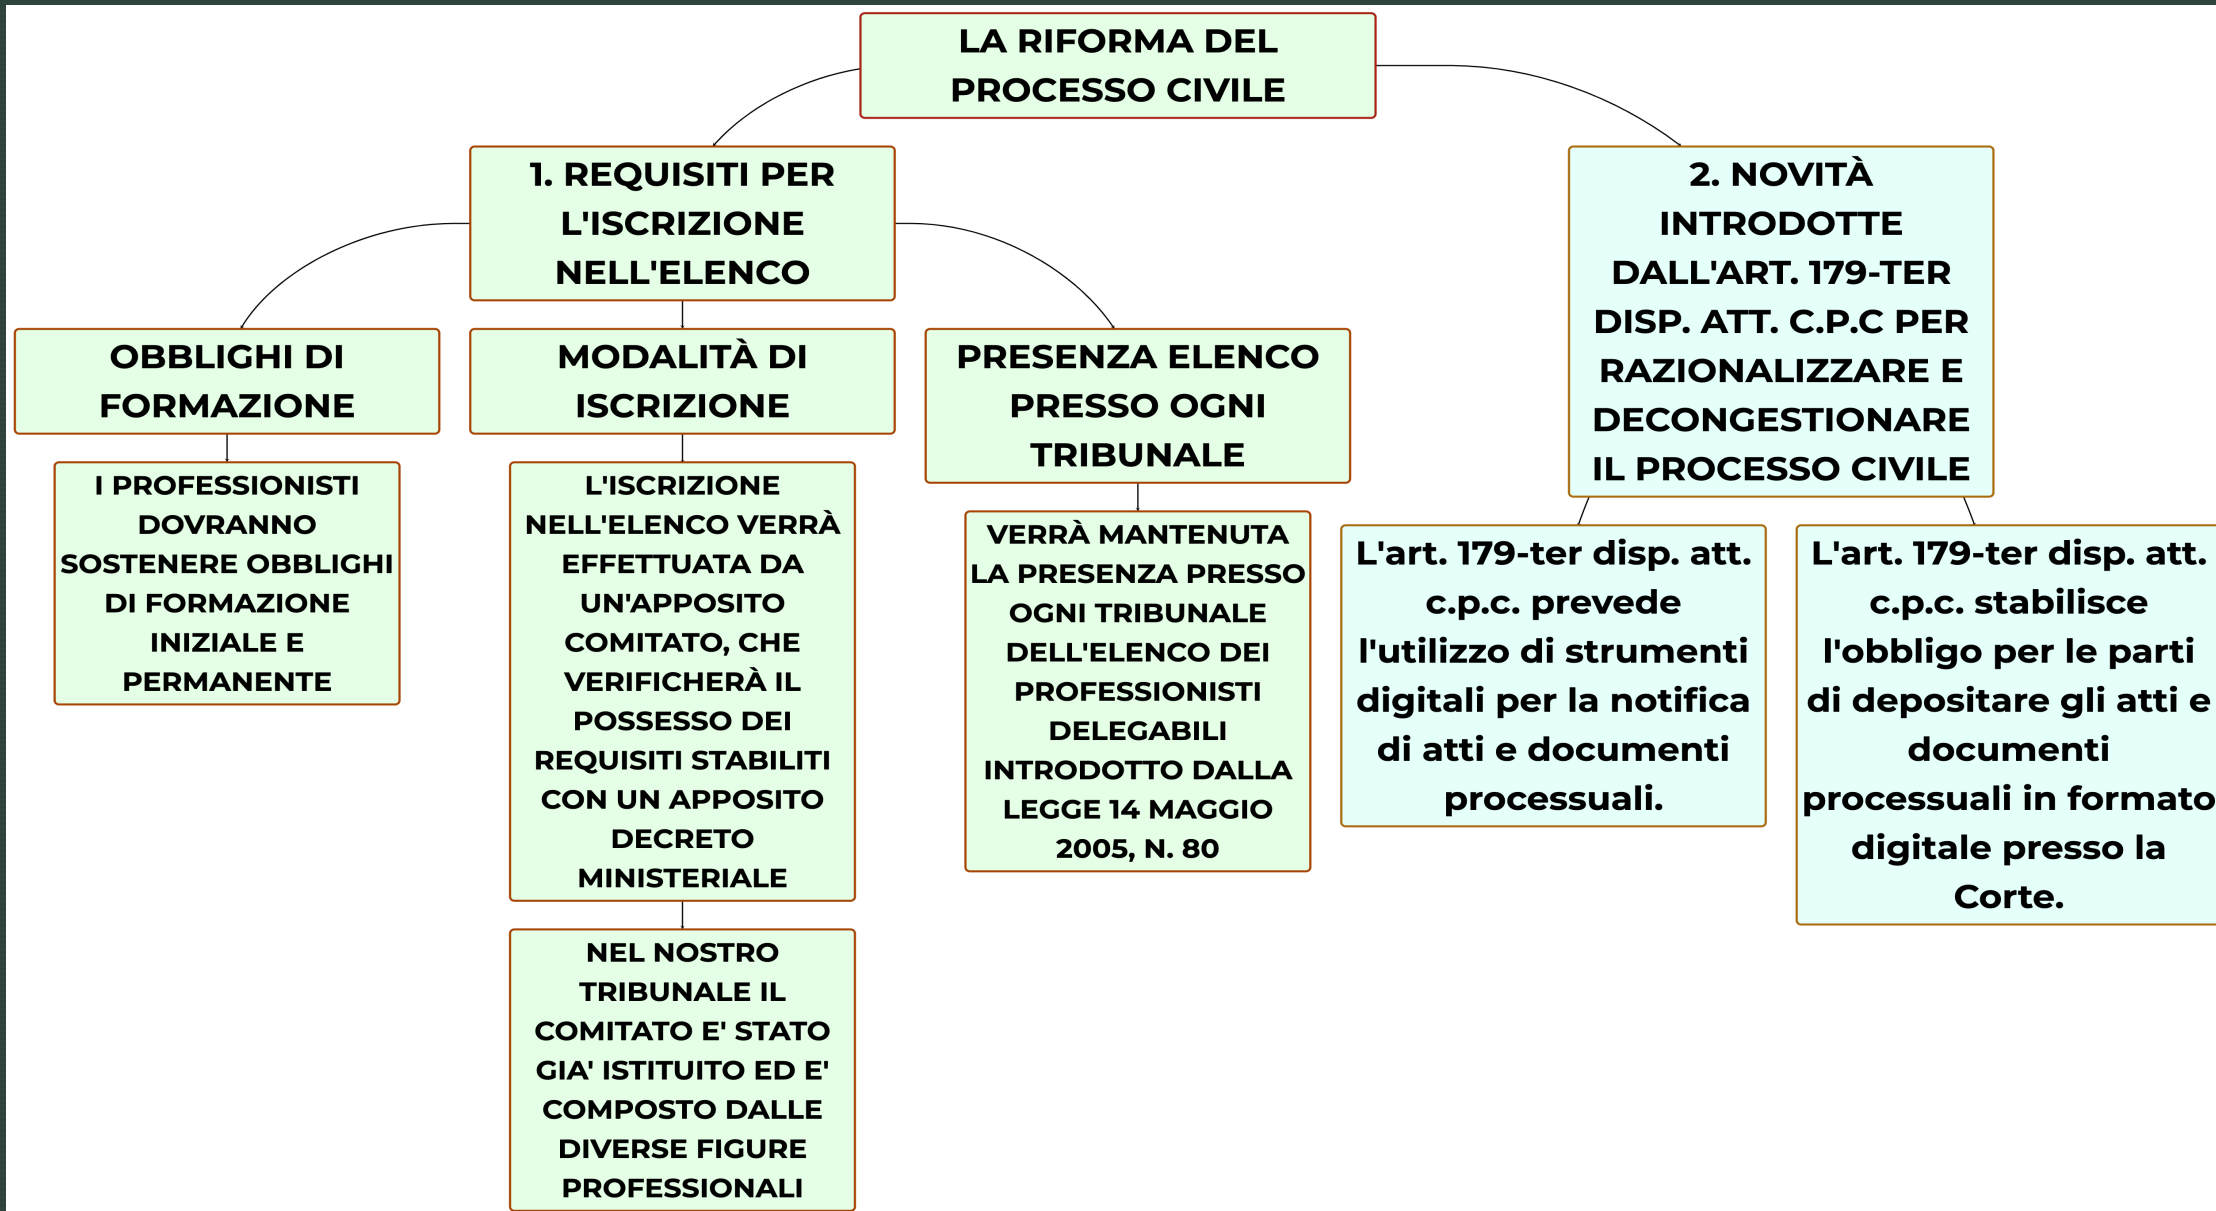 LA RIFORMA DEL
PROCESSO CIVILE
1. REQUISITI PER
L'ISCRIZIONE
NELL'ELENCO
OBBLIGHI DI
FORMAZIONE
I PROFESSIONISTI
DOVRANNO
SOSTENERE OBBLIGHI
DI FORMAZIONE
INIZIALE E
PERMANENTE
MODALITÀ DI
ISCRIZIONE
L'ISCRIZIONE
NELL'ELENCO VERRÀ
EFFETTUATA DA
UN'APPOSITO
COMITATO, CHE
VERIFICHERÀ IL
POSSESSO DEI
REQUISITI STABILITI
CON UN APPOSITO
DECRETO
MINISTERIALE
NEL NOSTRO
TRIBUNALE IL
COMITATO E' STATO
GIA' ISTITUITO ED E'
COMPOSTO DALLE
DIVERSE FIGURE
PROFESSIONALI
PRESENZA ELENCO
PRESSO OGNI
TRIBUNALE
VERRÀ MANTENUTA
LA PRESENZA PRESSO
OGNI TRIBUNALE
DELL'ELENCO DEI
PROFESSIONISTI
DELEGABILI
INTRODOTTO DALLA
LEGGE 14 MAGGIO
2005, N. 80
2. NOVITÀ
INTRODOTTE
DALL'ART. 179-TER
DISP. ATT. C.P.C PER
RAZIONALIZZARE E
DECONGESTIONARE
IL PROCESSO CIVILE
L'art. 179-ter disp. att.
c.p.c. prevede
l'utilizzo di strumenti
digitali per la notifica
di atti e documenti
processuali.
L'art. 179-ter disp. att.
c.p.c. stabilisce
l'obbligo per le parti
di depositare gli atti e
documenti
processuali in formato
digitale presso la
Corte.